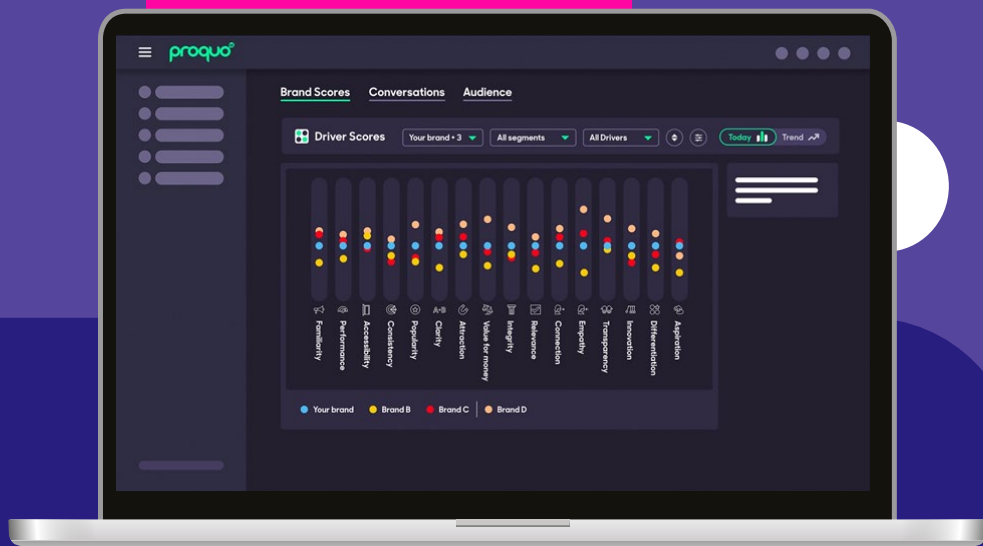 proquo
Brand Scores Conversations Audience
Driver Scores Your brand + 3 All segments All Drivers Today Trend
A=B
Familiarity
Performance
Accessibility
Consistency
Popularity
Clarity
Attraction
Value for money
Integrity
Relevance
Connection
Empathy
Transparency
Innovation
Differentiation
Aspiration
Your brand Brand B Brand C Brand D